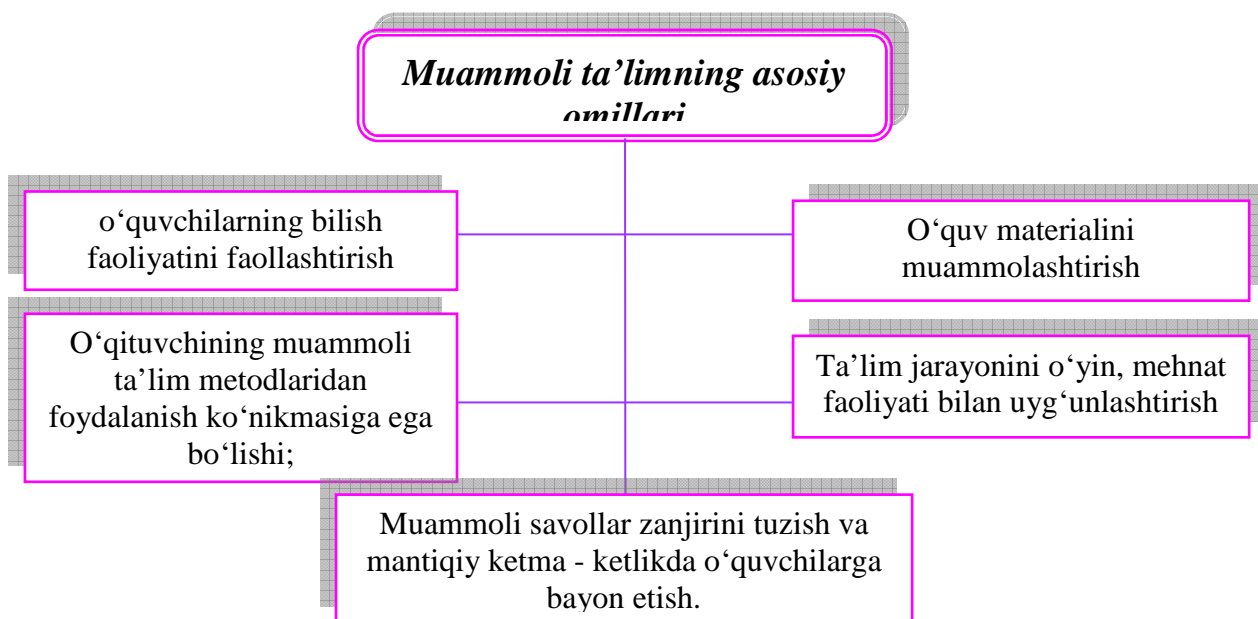 Muammoli ta’limning asosiy
omillari
o‘quvchilarning bilish
faoliyatini faollashtirish
O‘quv materialini
muammolashtirish
O‘qituvchining muammoli
ta’lim metodlaridan
foydalanish ko‘nikmasiga ega
bo‘lishi;
Ta’lim jarayonini o‘yin, mehnat
faoliyati bilan uyg‘unlashtirish
Muammoli savollar zanjirini tuzish va
mantiqiy ketma - ketlikda o‘quvchilarga
bayon etish.